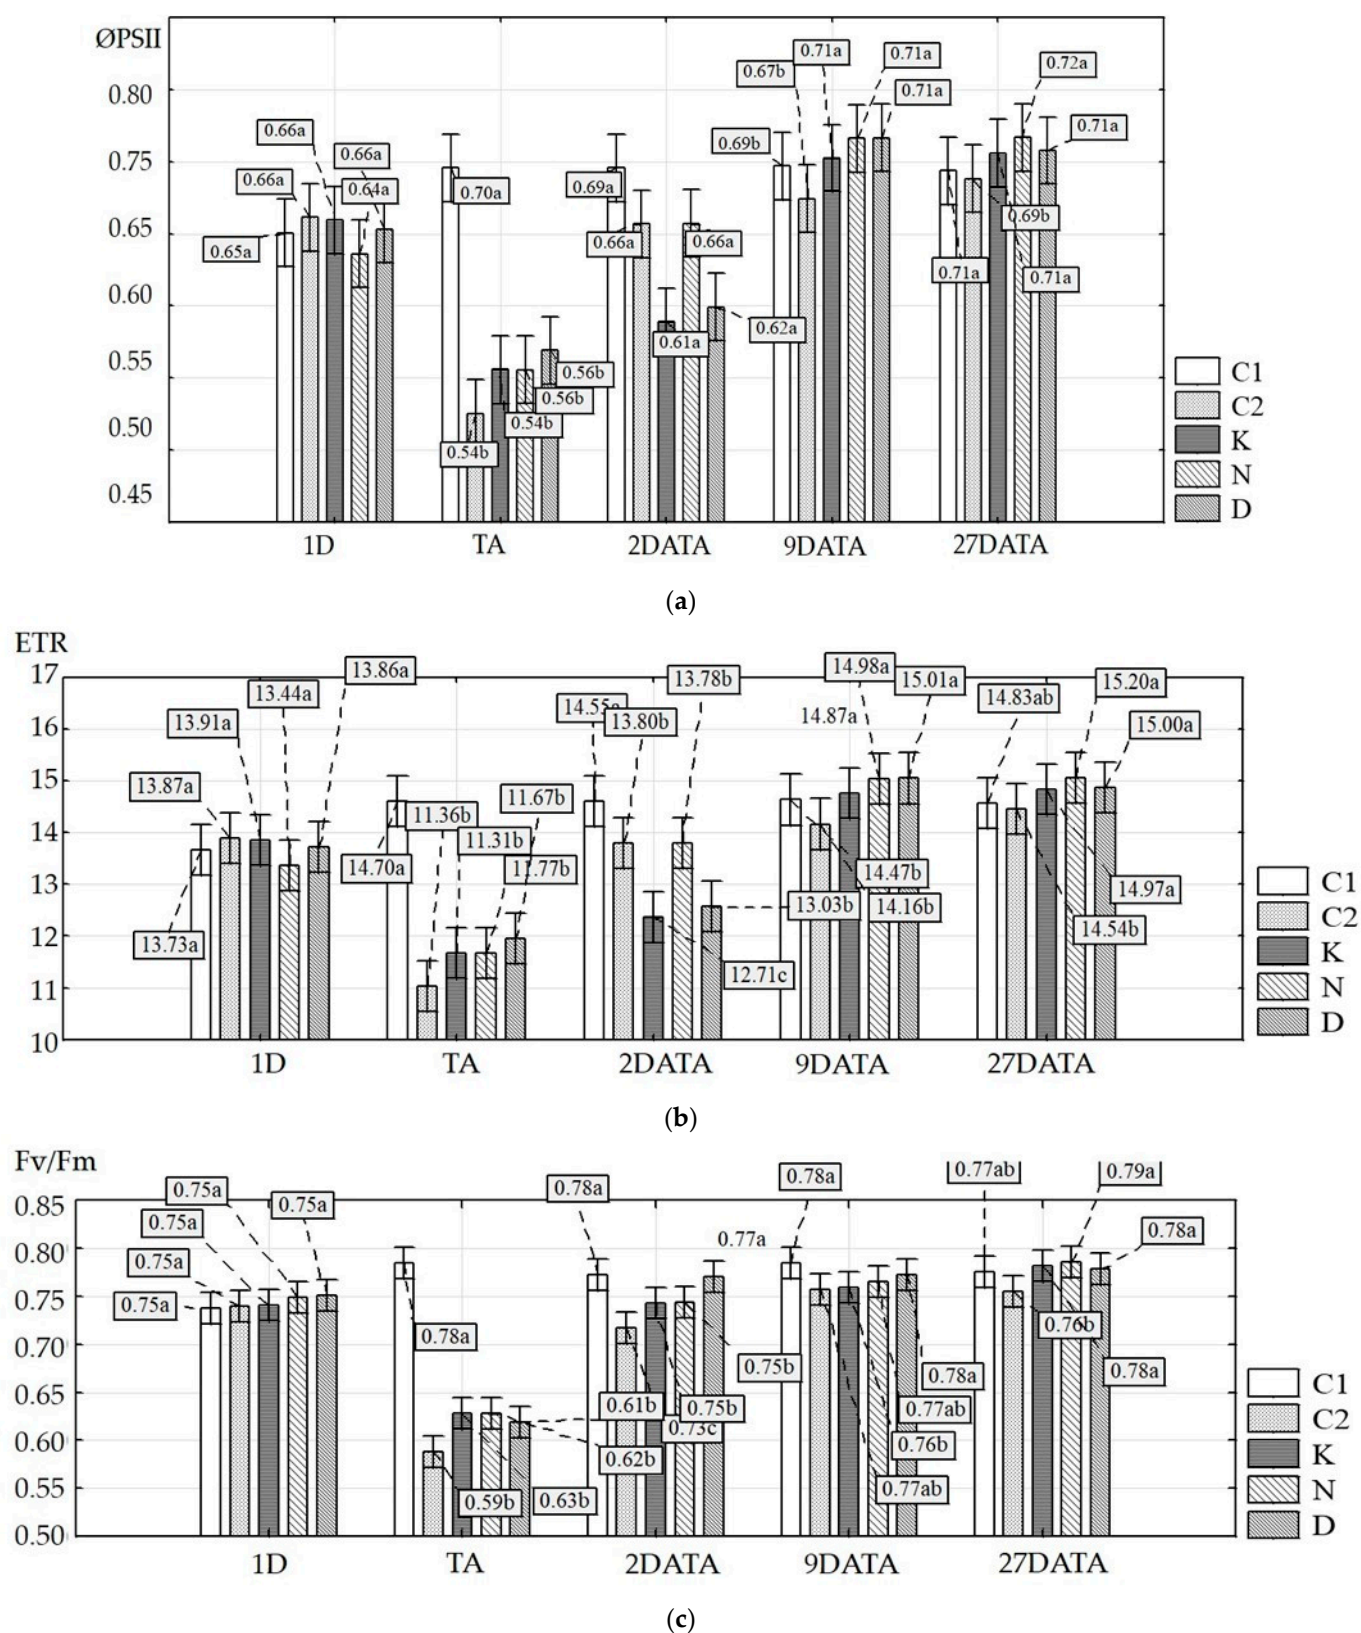 ØPSII
0.80
0.75
0.65
0.60
0.55
0.50
0.45
0.65a
0.66a
0.66a
0.64a
0.66a
0.70a
0.54b
0.54b
0.56b
0.56b
0.69a
0.66a
0.61a
0.66a
0.62a
0.69b
0.67b
0.71a
0.71a
0.71a
0.71a
0.69b
0.71a
0.72a
0.71a
C1
C2
K
N
D
1D TA 2DATA 9DATA 27DATA
(a)
ETR
17
16
15
14
13
12
11
10
13.73a
13.87a
13.91a
13.44a
13.86a
14.70a
11.36b
11.31b
11.67b
11.77b
14.55a
13.80b
12.71c
13.78b
13.03b
14.47b
14.16b
14.87a
14.98a
15.01a
14.83ab
14.54b
14.97a
15.20a
15.00a
C1
C2
K
N
D
1D TA 2DATA 9DATA 27DATA
(b)
Fv/Fm
0.85
0.80
0.75
0.70
0.65
0.60
0.55
0.50
0.75a
0.75a
0.75a
0.75a
0.75a
0.78a
0.59b
0.63b
0.62b
0.61b
0.78a
0.73c
0.75b
0.75b
0.77a
0.78a
0.77ab
0.76b
0.77ab
0.78a
0.77ab
0.76b
0.78a
0.79a
0.78a
C1
C2
K
N
D
1D TA 2DATA 9DATA 27DATA
(c)